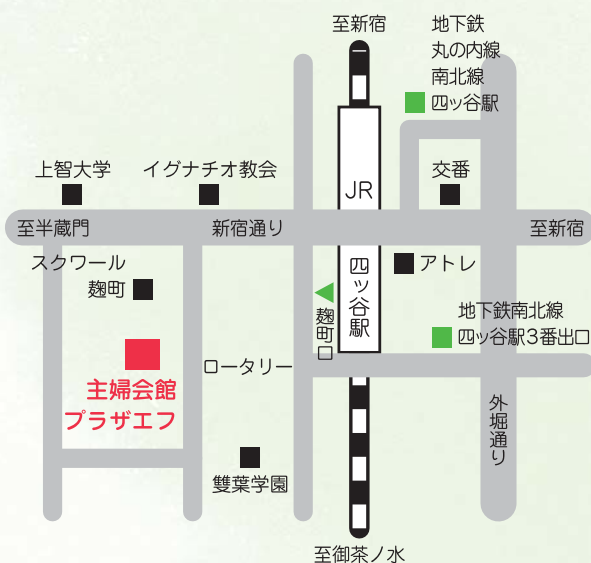 至新宿
地下鉄
丸の内線
南北線
四ッ谷駅
上智大学
イグナチオ教会
JR
四ッ谷駅
交番
至半蔵門
新宿通り
至新宿
スクワール
麹町
アトレ
麹町口
地下鉄南北線
四ッ谷駅3番出口
主婦会館
プラザエフ
ロータリー
外堀通り
雙葉学園
至御茶ノ水